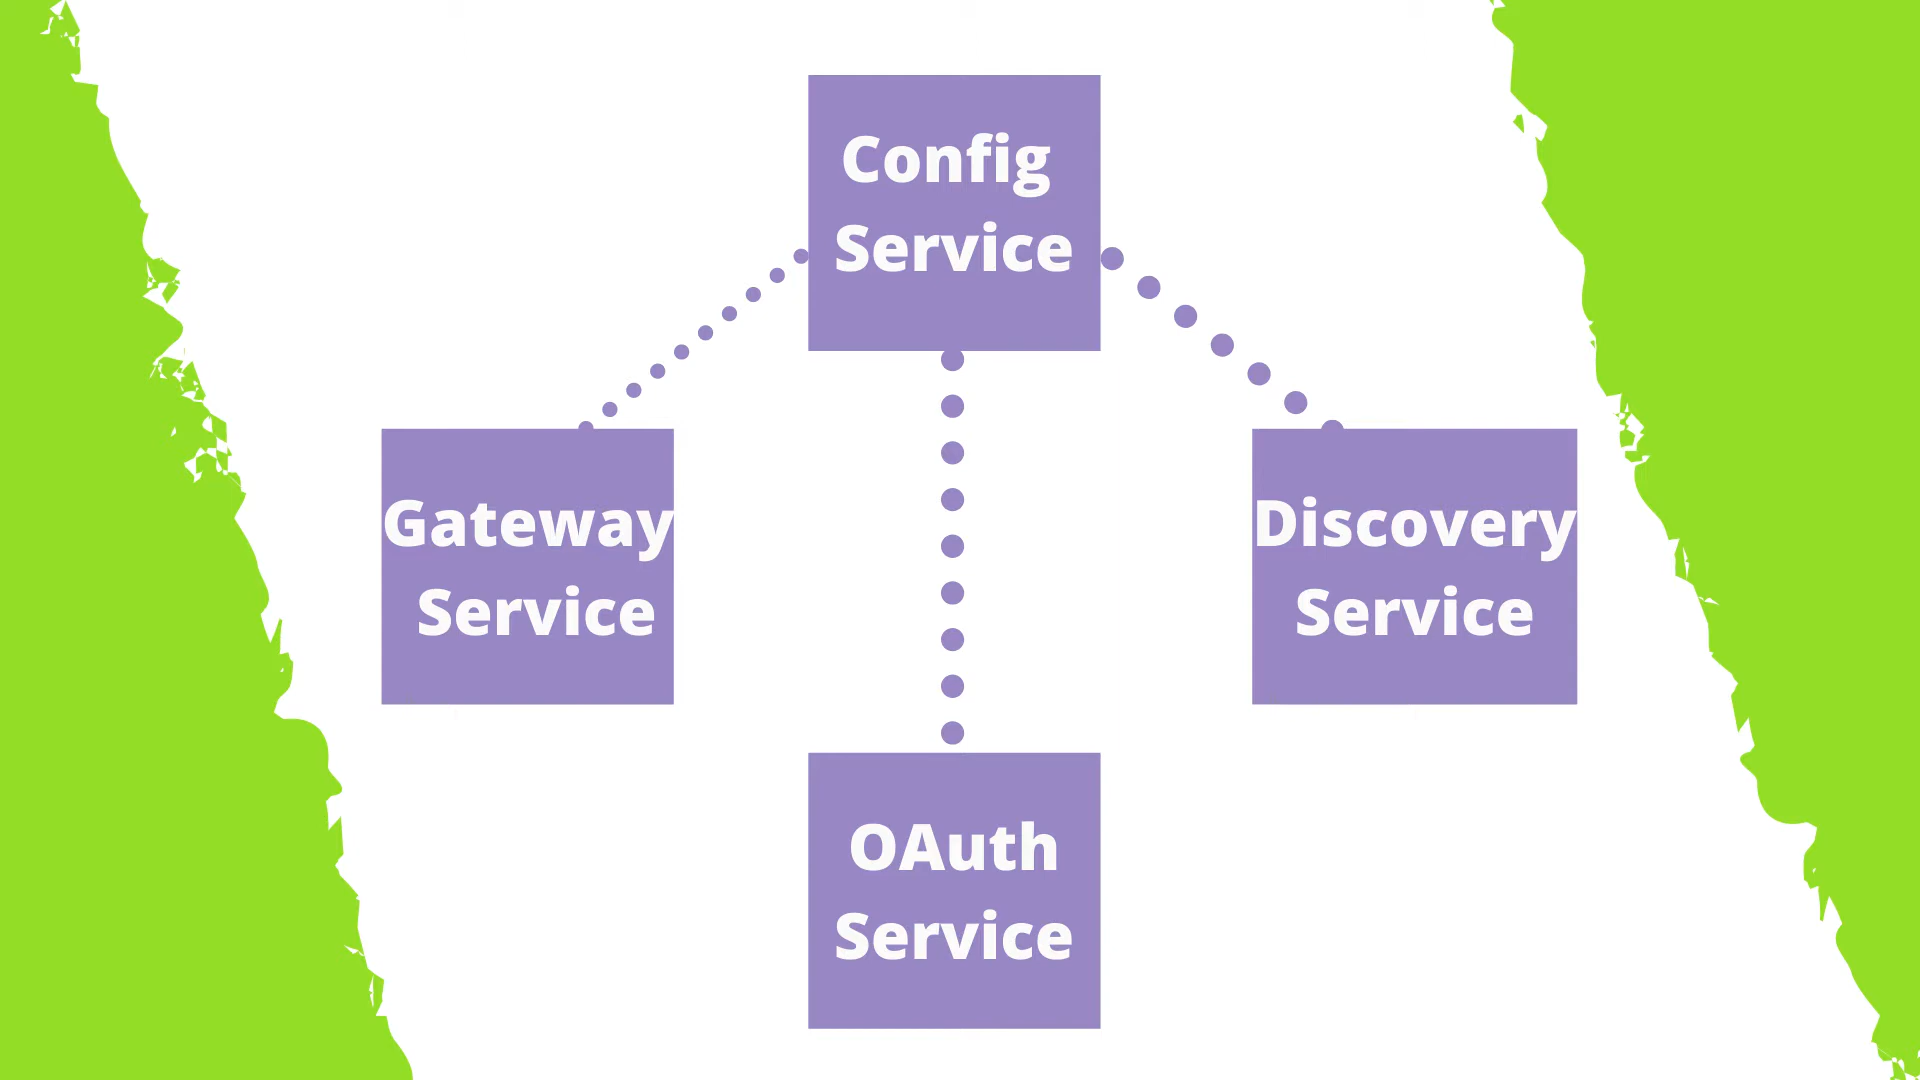 Config
Service
Gateway
Service
Discovery
Service
OAuth
Service